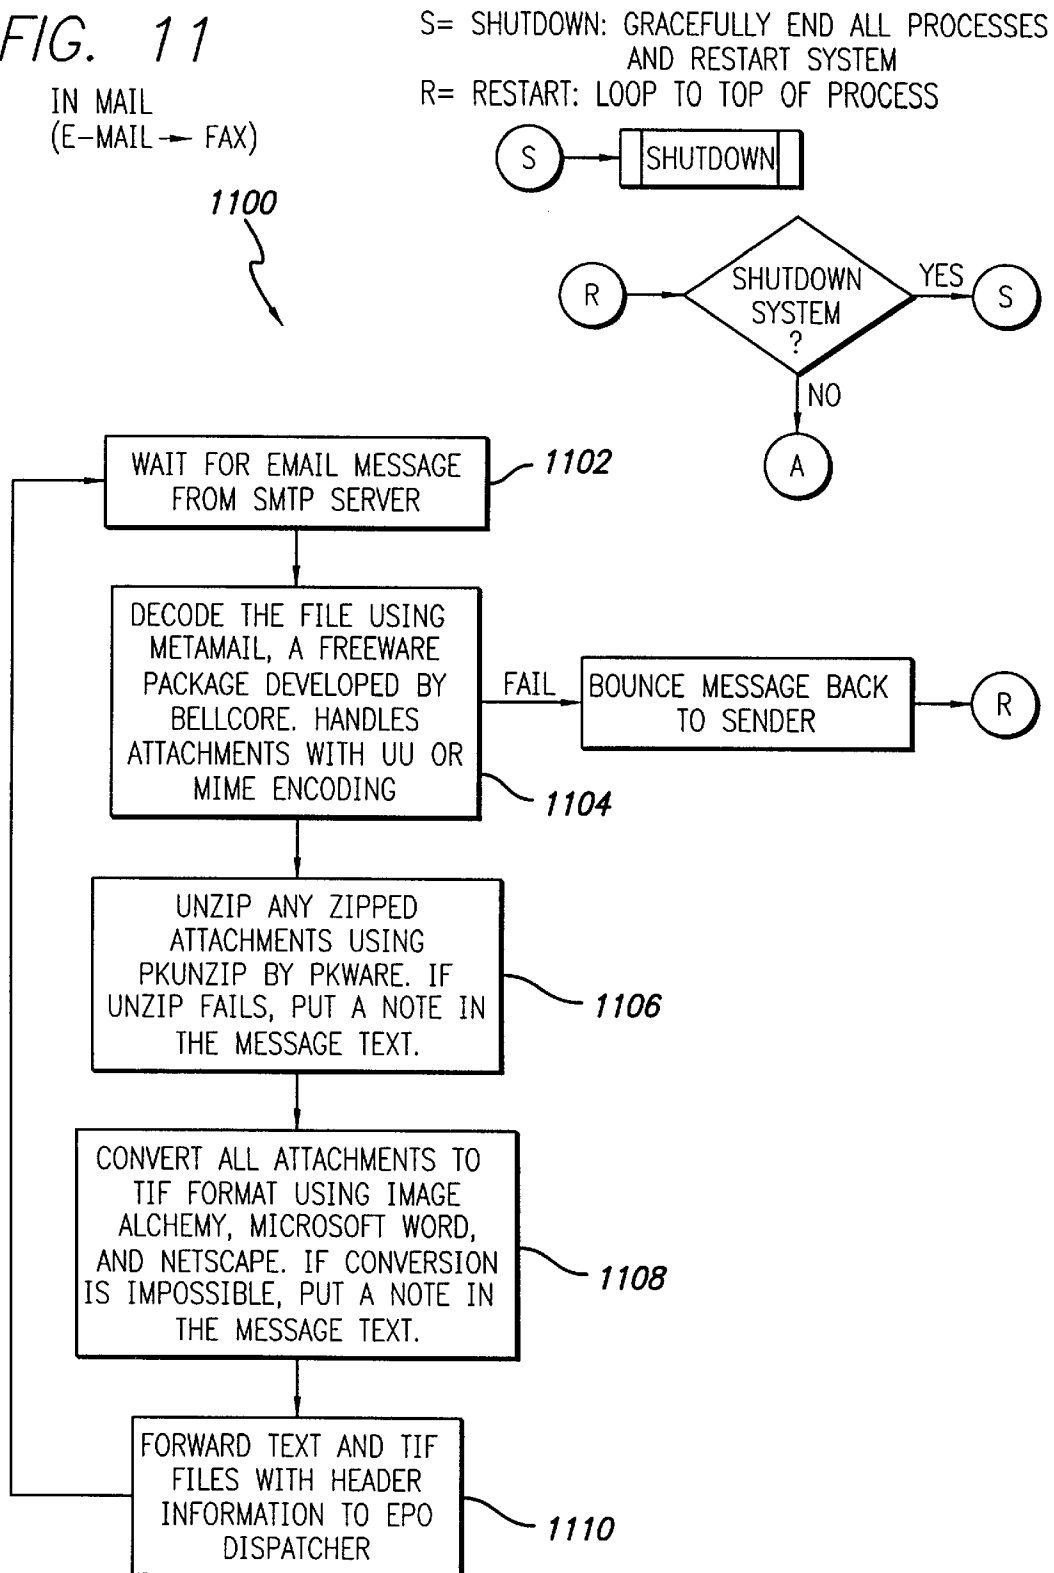 FIG. 11
IN MAIL
(E-MAIL → FAX)
1100
S= SHUTDOWN: GRACEFULLY END ALL PROCESSES
AND RESTART SYSTEM
R= RESTART: LOOP TO TOP OF PROCESS
S
SHUTDOWN
R
SHUTDOWN
SYSTEM
?
YES
S
NO
A
WAIT FOR EMAIL MESSAGE
FROM SMTP SERVER
1102
DECODE THE FILE USING
METAMAIL, A FREEWARE
PACKAGE DEVELOPED BY
BELLCORE. HANDLES
ATTACHMENTS WITH UU OR
MIME ENCODING
1104
FAIL
BOUNCE MESSAGE BACK
TO SENDER
R
UNZIP ANY ZIPPED
ATTACHMENTS USING
PKUNZIP BY PKWARE. IF
UNZIP FAILS, PUT A NOTE IN
THE MESSAGE TEXT.
1106
CONVERT ALL ATTACHMENTS TO
TIF FORMAT USING IMAGE
ALCHEMY, MICROSOFT WORD,
AND NETSCAPE. IF CONVERSION
IS IMPOSSIBLE, PUT A NOTE IN
THE MESSAGE TEXT.
1108
FORWARD TEXT AND TIF
FILES WITH HEADER
INFORMATION TO EPO
DISPATCHER
1110